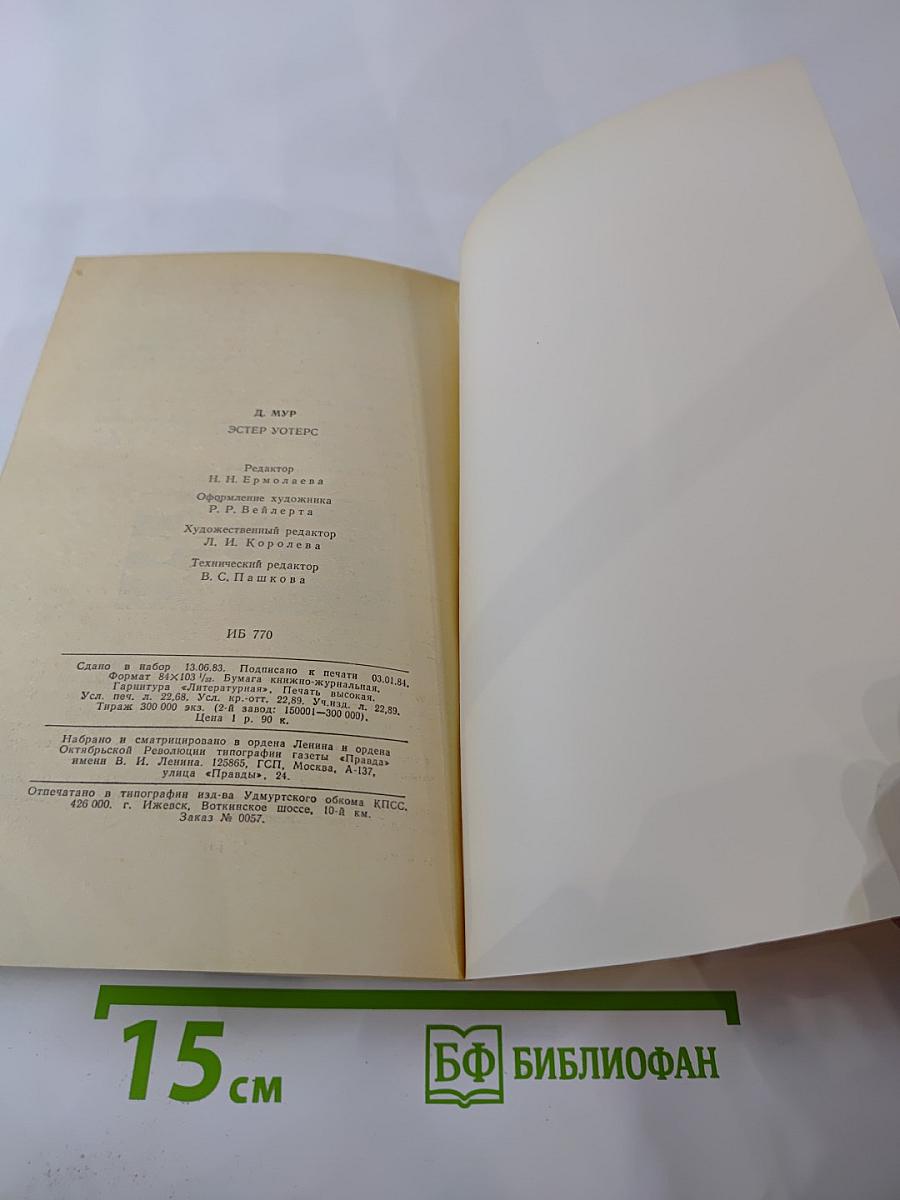 Д. МУР
ЭСТЕР УОТЕРС
Редактор
Н. Н. Ермолаева
Оформление художника
Р. Р. Вейлерта
Художественный редактор
Л. И. Королева
Технический редактор
В. С. Пашкова
ИБ 770
Сдано в набор 13.06.83. Подписано к печати 03.01.84.
Формат 84×103 1/32. Бумага книжно-журнальная.
Гарнитура «Литературная». Печать высокая.
Усл. печ. л. 22,68. Усл. кр.-отт. 22,89. Уч.изд. л. 22,89.
Тираж 300 000 экз. (2-й завод: 150001—300 000).
Цена 1 р. 90 к.
Набрано и сматрицировано в ордена Ленина и ордена
Октябрьской Революции типографии газеты «Правда»
имени В. И. Ленина. 125865, ГСП, Москва, А-137,
улица «Правды», 24.
Отпечатано в типографии изд-ва Удмуртского обкома КПСС,
426 000. г. Ижевск, Воткинское шоссе, 10-й км.
Заказ № 0057.
15 см
БФ БИБЛИОФАН